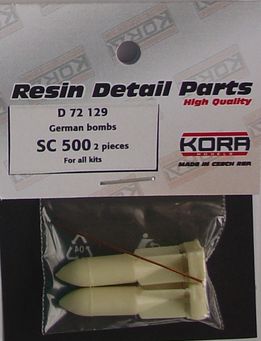 Resin Detail Parts
High Quality
D 72 129
German bombs
SC 500 2 pieces
For all kits
KORA
MODELS
MADE IN CZECH REP.